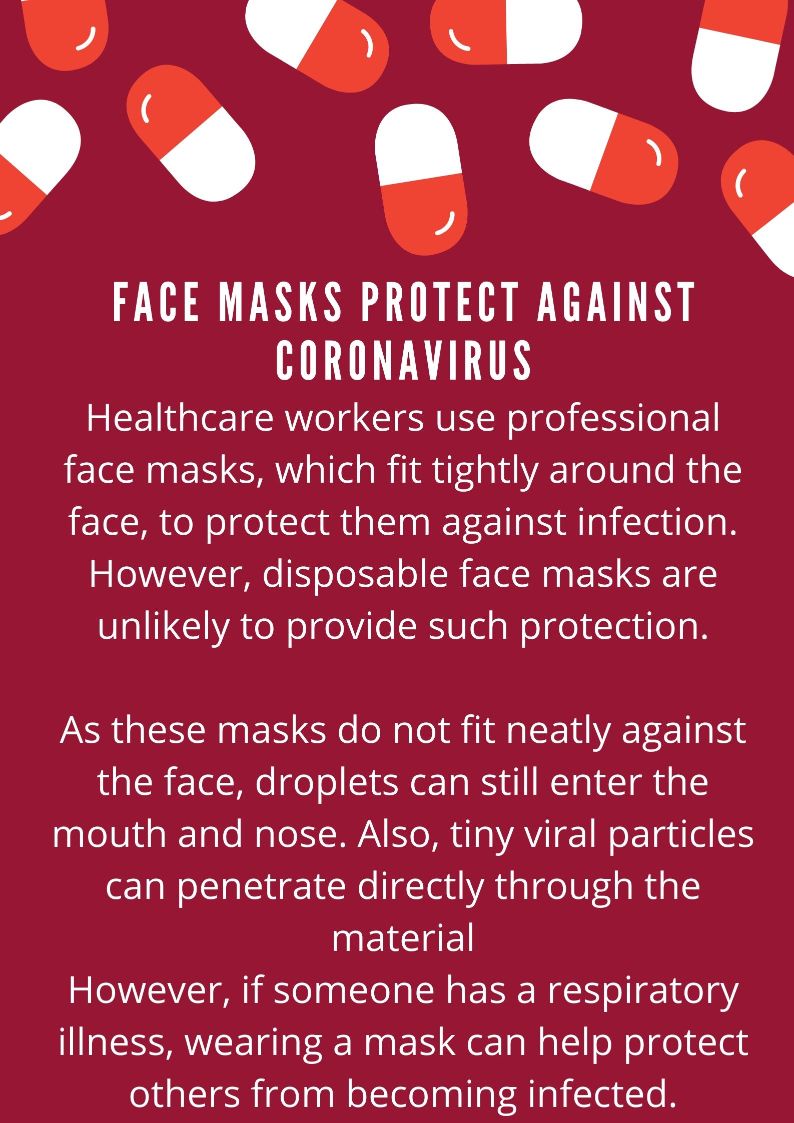 FACE MASKS PROTECT AGAINST
CORONAVIRUS
Healthcare workers use professional
face masks, which fit tightly around the
face, to protect them against infection.
However, disposable face masks are
unlikely to provide such protection.
As these masks do not fit neatly against
the face, droplets can still enter the
mouth and nose. Also, tiny viral particles
can penetrate directly through the
material
However, if someone has a respiratory
illness, wearing a mask can help protect
others from becoming infected.